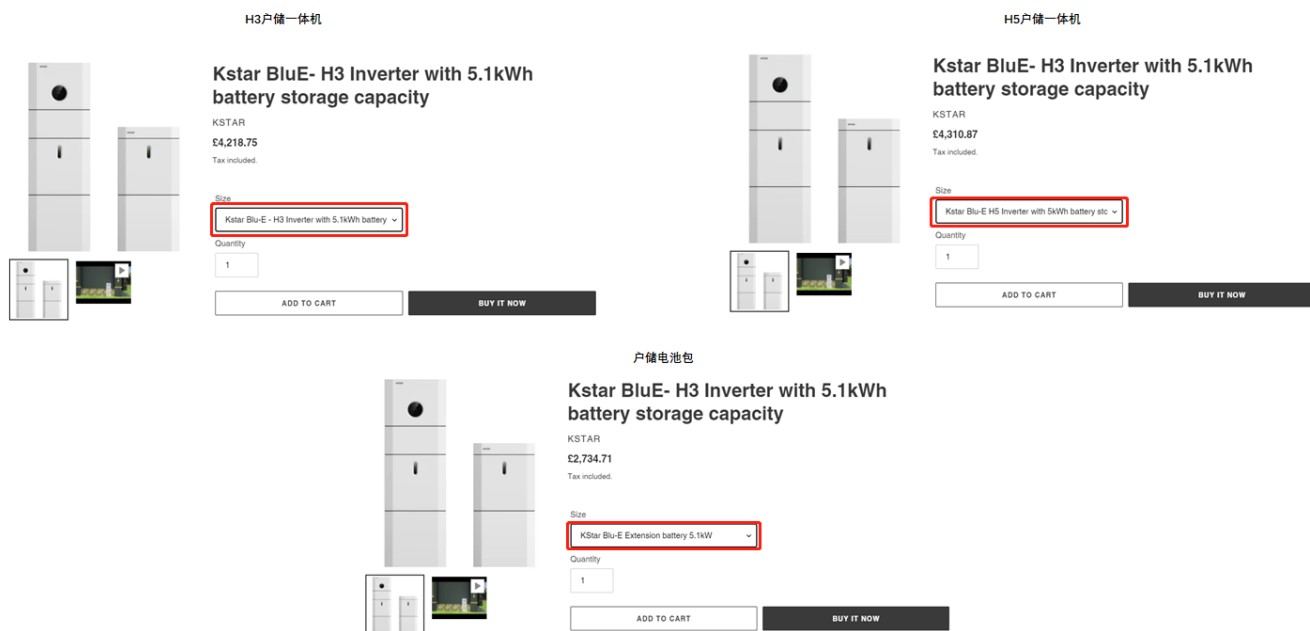 H3户储一体机
Kstar BluE- H3 Inverter with 5.1kWh
battery storage capacity
KSTAR
£4,218.75
Tax included.
Size
Kstar Blu-E - H3 Inverter with 5.1kWh battery
Quantity
1
ADD TO CART
BUY IT NOW
H5户储一体机
Kstar BluE- H3 Inverter with 5.1kWh
battery storage capacity
KSTAR
£4,310.87
Tax included.
Size
Kstar Blu-E H5 Inverter with 5kWh battery stc
Quantity
1
ADD TO CART
BUY IT NOW
户储电池包
Kstar BluE- H3 Inverter with 5.1kWh
battery storage capacity
KSTAR
£2,734.71
Tax included.
Size
KStar Blu-E Extension battery 5.1kW
Quantity
1
ADD TO CART
BUY IT NOW